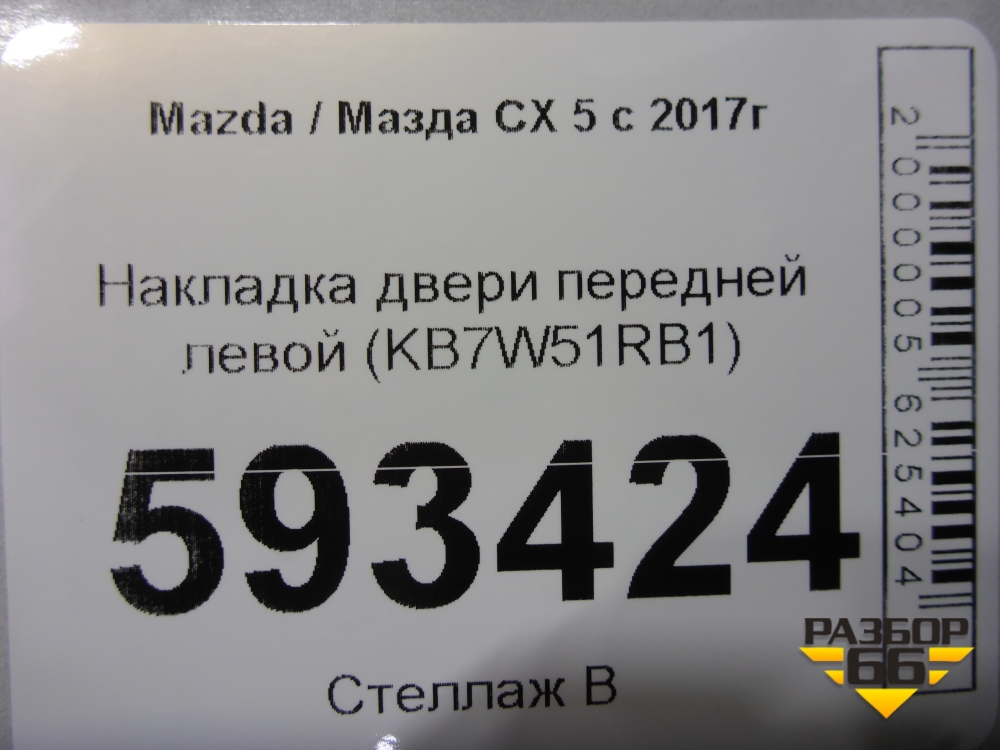 Mazda / Мазда CX 5 с 2017г
Накладка двери передней
левой (KB7W51RB1)
593424
Стеллаж В
2000005625404
РАЗБОР
66